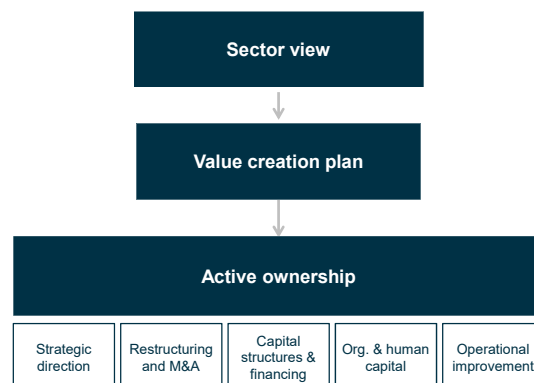 Sector view
Value creation plan
Active ownership
Strategic
direction
Restructuring
and M&A
Capital
structures &
financing
Org. & human
capital
Operational
improvement